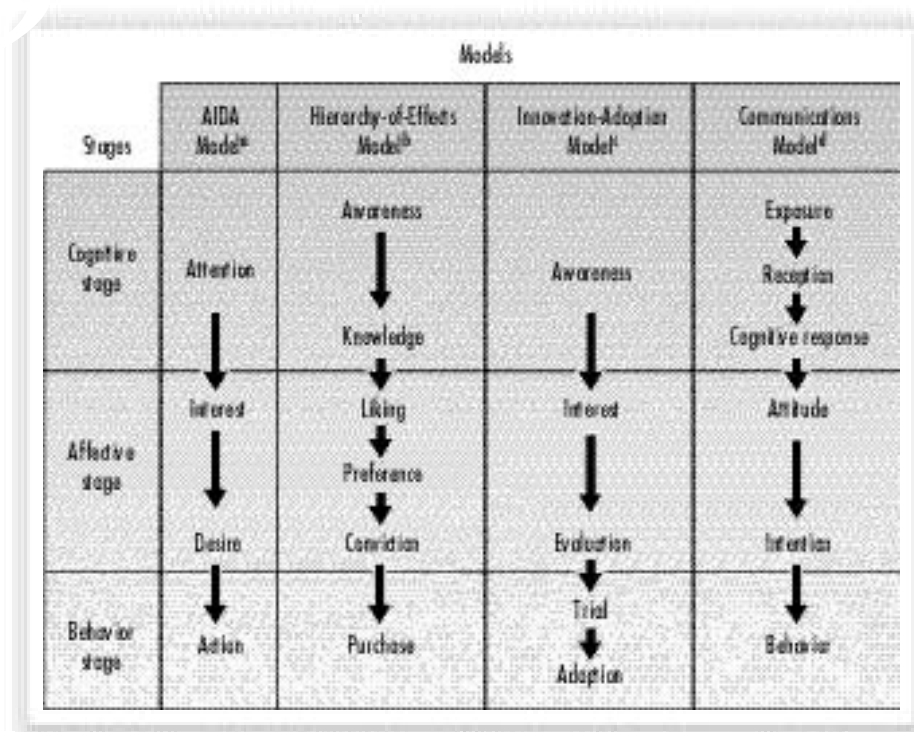 Models
Stages
AIDA
Model a
Hierarchy-of-Effects
Model b
Innovation-Adoption
Model c
Communications
Model d
Cognitive
stage
Attention
Awareness
Knowledge
Awareness
Exposure
Reception
Cognitive response
Affective
stage
Interest
Desire
Liking
Preference
Conviction
Interest
Evaluation
Attitude
Intention
Behavior
stage
Action
Purchase
Trial
Adoption
Behavior